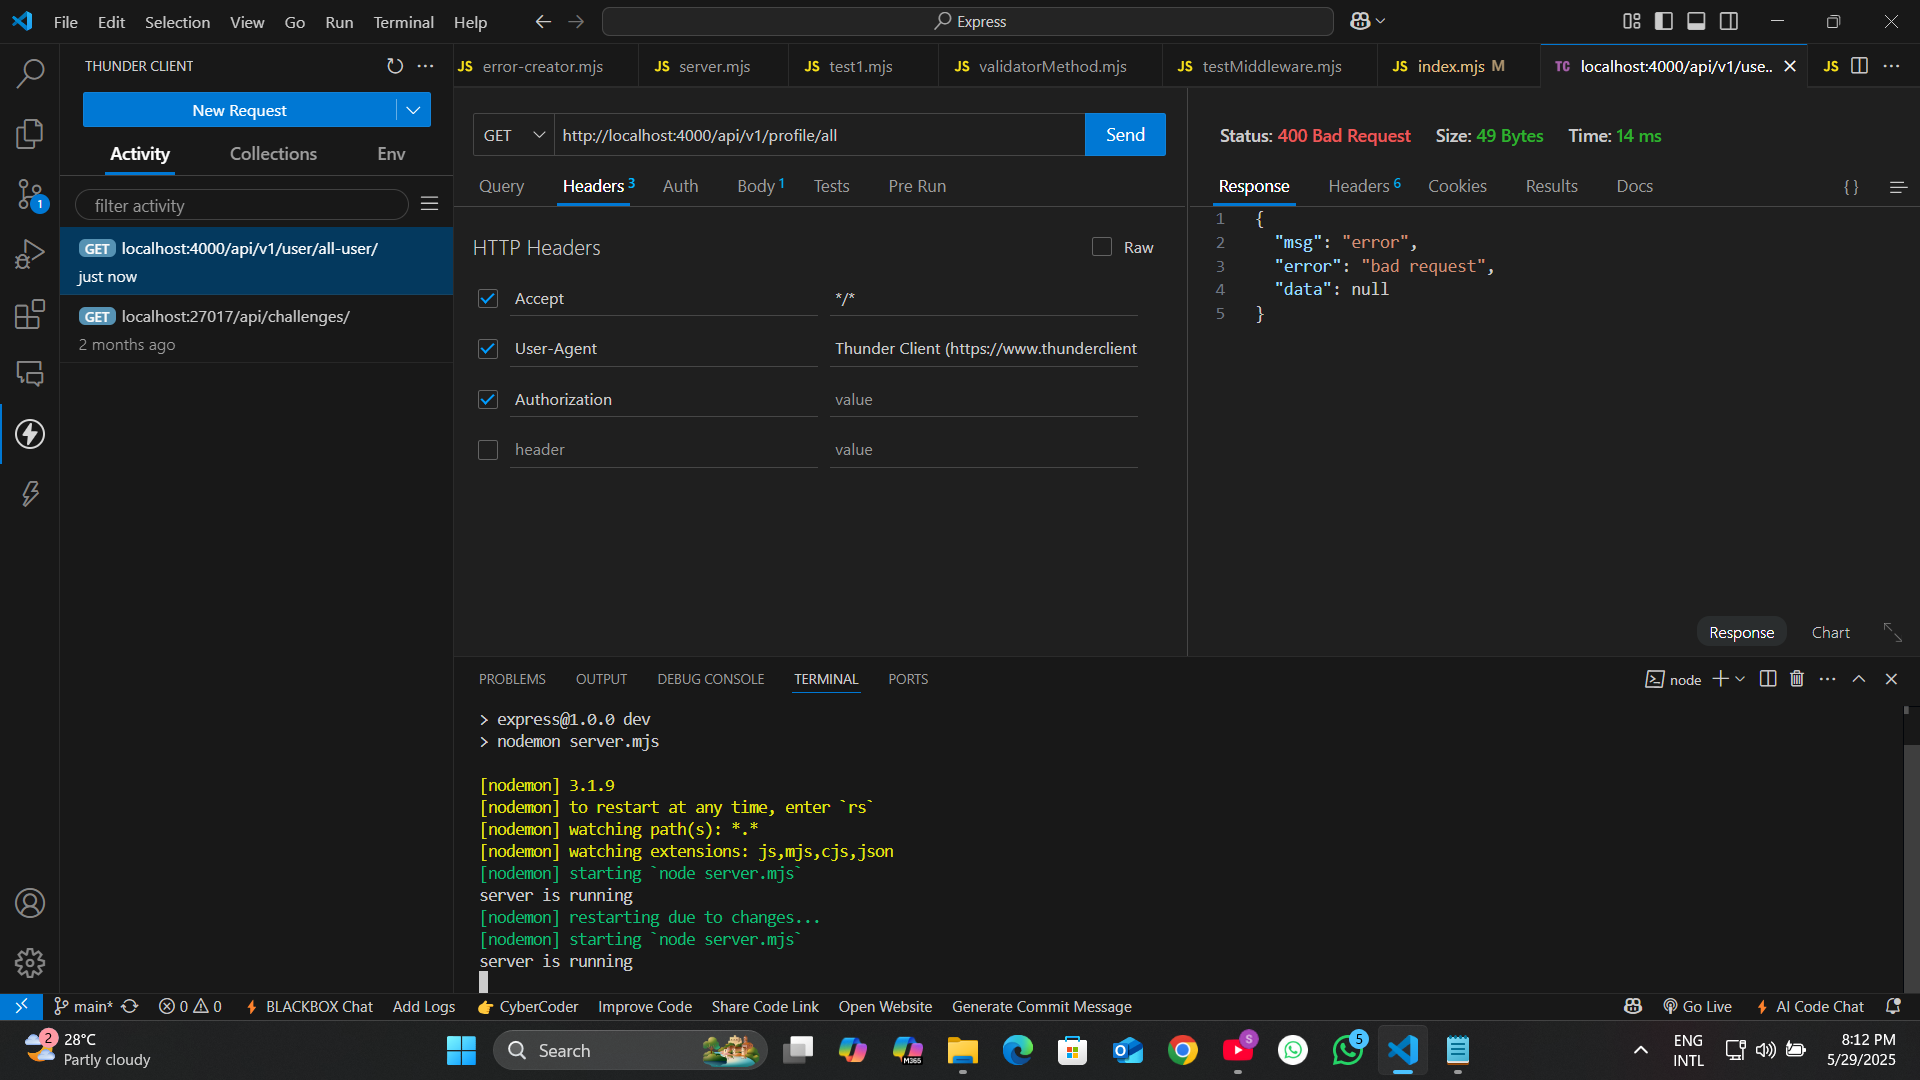 File Edit Selection View Go Run Terminal Help
Express
THUNDER CLIENT
New Request
Activity Collections Env
filter activity
GET localhost:4000/api/v1/user/all-user/
just now
GET localhost:27017/api/challenges/
2 months ago
1
JS error-creator.mjs JS server.mjs JS test1.mjs JS validatorMethod.mjs JS testMiddleware.mjs JS index.mjs M TC localhost:4000/api/v1/use.. JS
GET http://localhost:4000/api/v1/profile/all Send
Query Headers 3 Auth Body 1 Tests Pre Run
HTTP Headers Raw
Accept */*
User-Agent Thunder Client (https://www.thunderclient
Authorization value
header value
Status: 400 Bad Request Size: 49 Bytes Time: 14 ms
Response Headers 6 Cookies Results Docs { }
1 {
2 "msg": "error",
3 "error": "bad request",
4 "data": null
5 }
Response Chart
PROBLEMS OUTPUT DEBUG CONSOLE TERMINAL PORTS
node
> express@1.0.0 dev
> nodemon server.mjs
[nodemon] 3.1.9
[nodemon] to restart at any time, enter `rs`
[nodemon] watching path(s): *.*
[nodemon] watching extensions: js,mjs,cjs,json
[nodemon] starting `node server.mjs`
server is running
[nodemon] restarting due to changes...
[nodemon] starting `node server.mjs`
server is running
main* 0 0 BLACKBOX Chat Add Logs CyberCoder Improve Code Share Code Link Open Website Generate Commit Message Go Live AI Code Chat
2 28°C
Partly cloudy
Search
M365
S
5
ENG
INTL
8:12 PM
5/29/2025